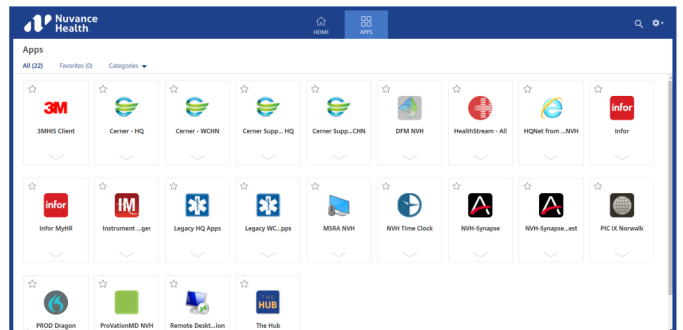 Nuvance
Health
HOME
APPS
Apps
All (22) Favorites (0) Categories
3M
infor
3MHIS Client
Cerner - HQ
Cerner - WCHN
Cerner Supp... HQ
Cerner Supp...CHN
DFM NVH
HealthStream - All
HQNet from ...NVH
Infor
infor
IM
Infor MyHR
Instrument ...ger
Legacy HQ Apps
Legacy WC...pps
MSRA NVH
NVH Time Clock
NVH-Synapse
NVH-Synapse...est
PIC iX Norwalk
THE
HUB
PROD Dragon
ProVationMD NVH
Remote Deskt...ion
The Hub